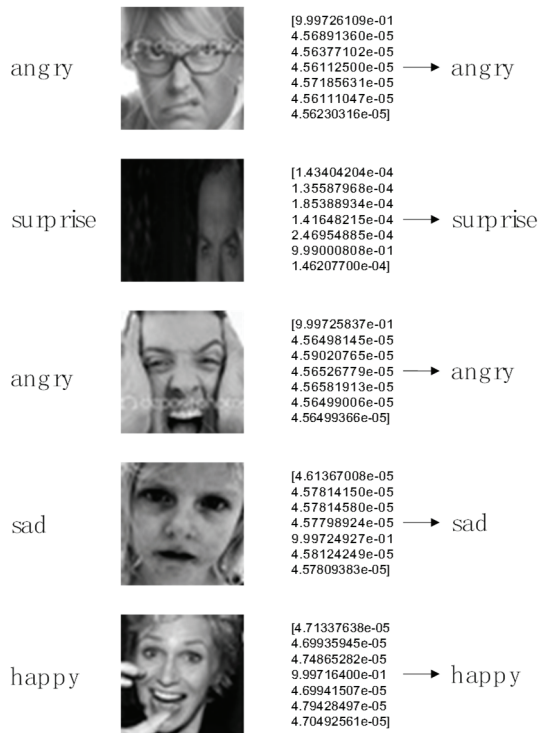 angry
[9.99726109e-01
4.56891360e-05
4.56377102e-05
4.56112500e-05
4.57185631e-05
4.56111047e-05
4.56230316e-05]
angry
surprise
[1.43404204e-04
1.35587968e-04
1.85388934e-04
1.41648215e-04
2.46954885e-04
9.99000808e-01
1.46207700e-04]
surprise
angry
[9.99725837e-01
4.56498145e-05
4.59020765e-05
4.56526779e-05
4.56581913e-05
4.56499006e-05
4.56499366e-05]
angry
sad
[4.61367008e-05
4.57814150e-05
4.57814580e-05
4.57798924e-05
9.99724927e-01
4.58124249e-05
4.57809383e-05]
sad
happy
[4.71337638e-05
4.69935945e-05
4.74865282e-05
9.99716400e-01
4.69941507e-05
4.79428497e-05
4.70492561e-05]
happy